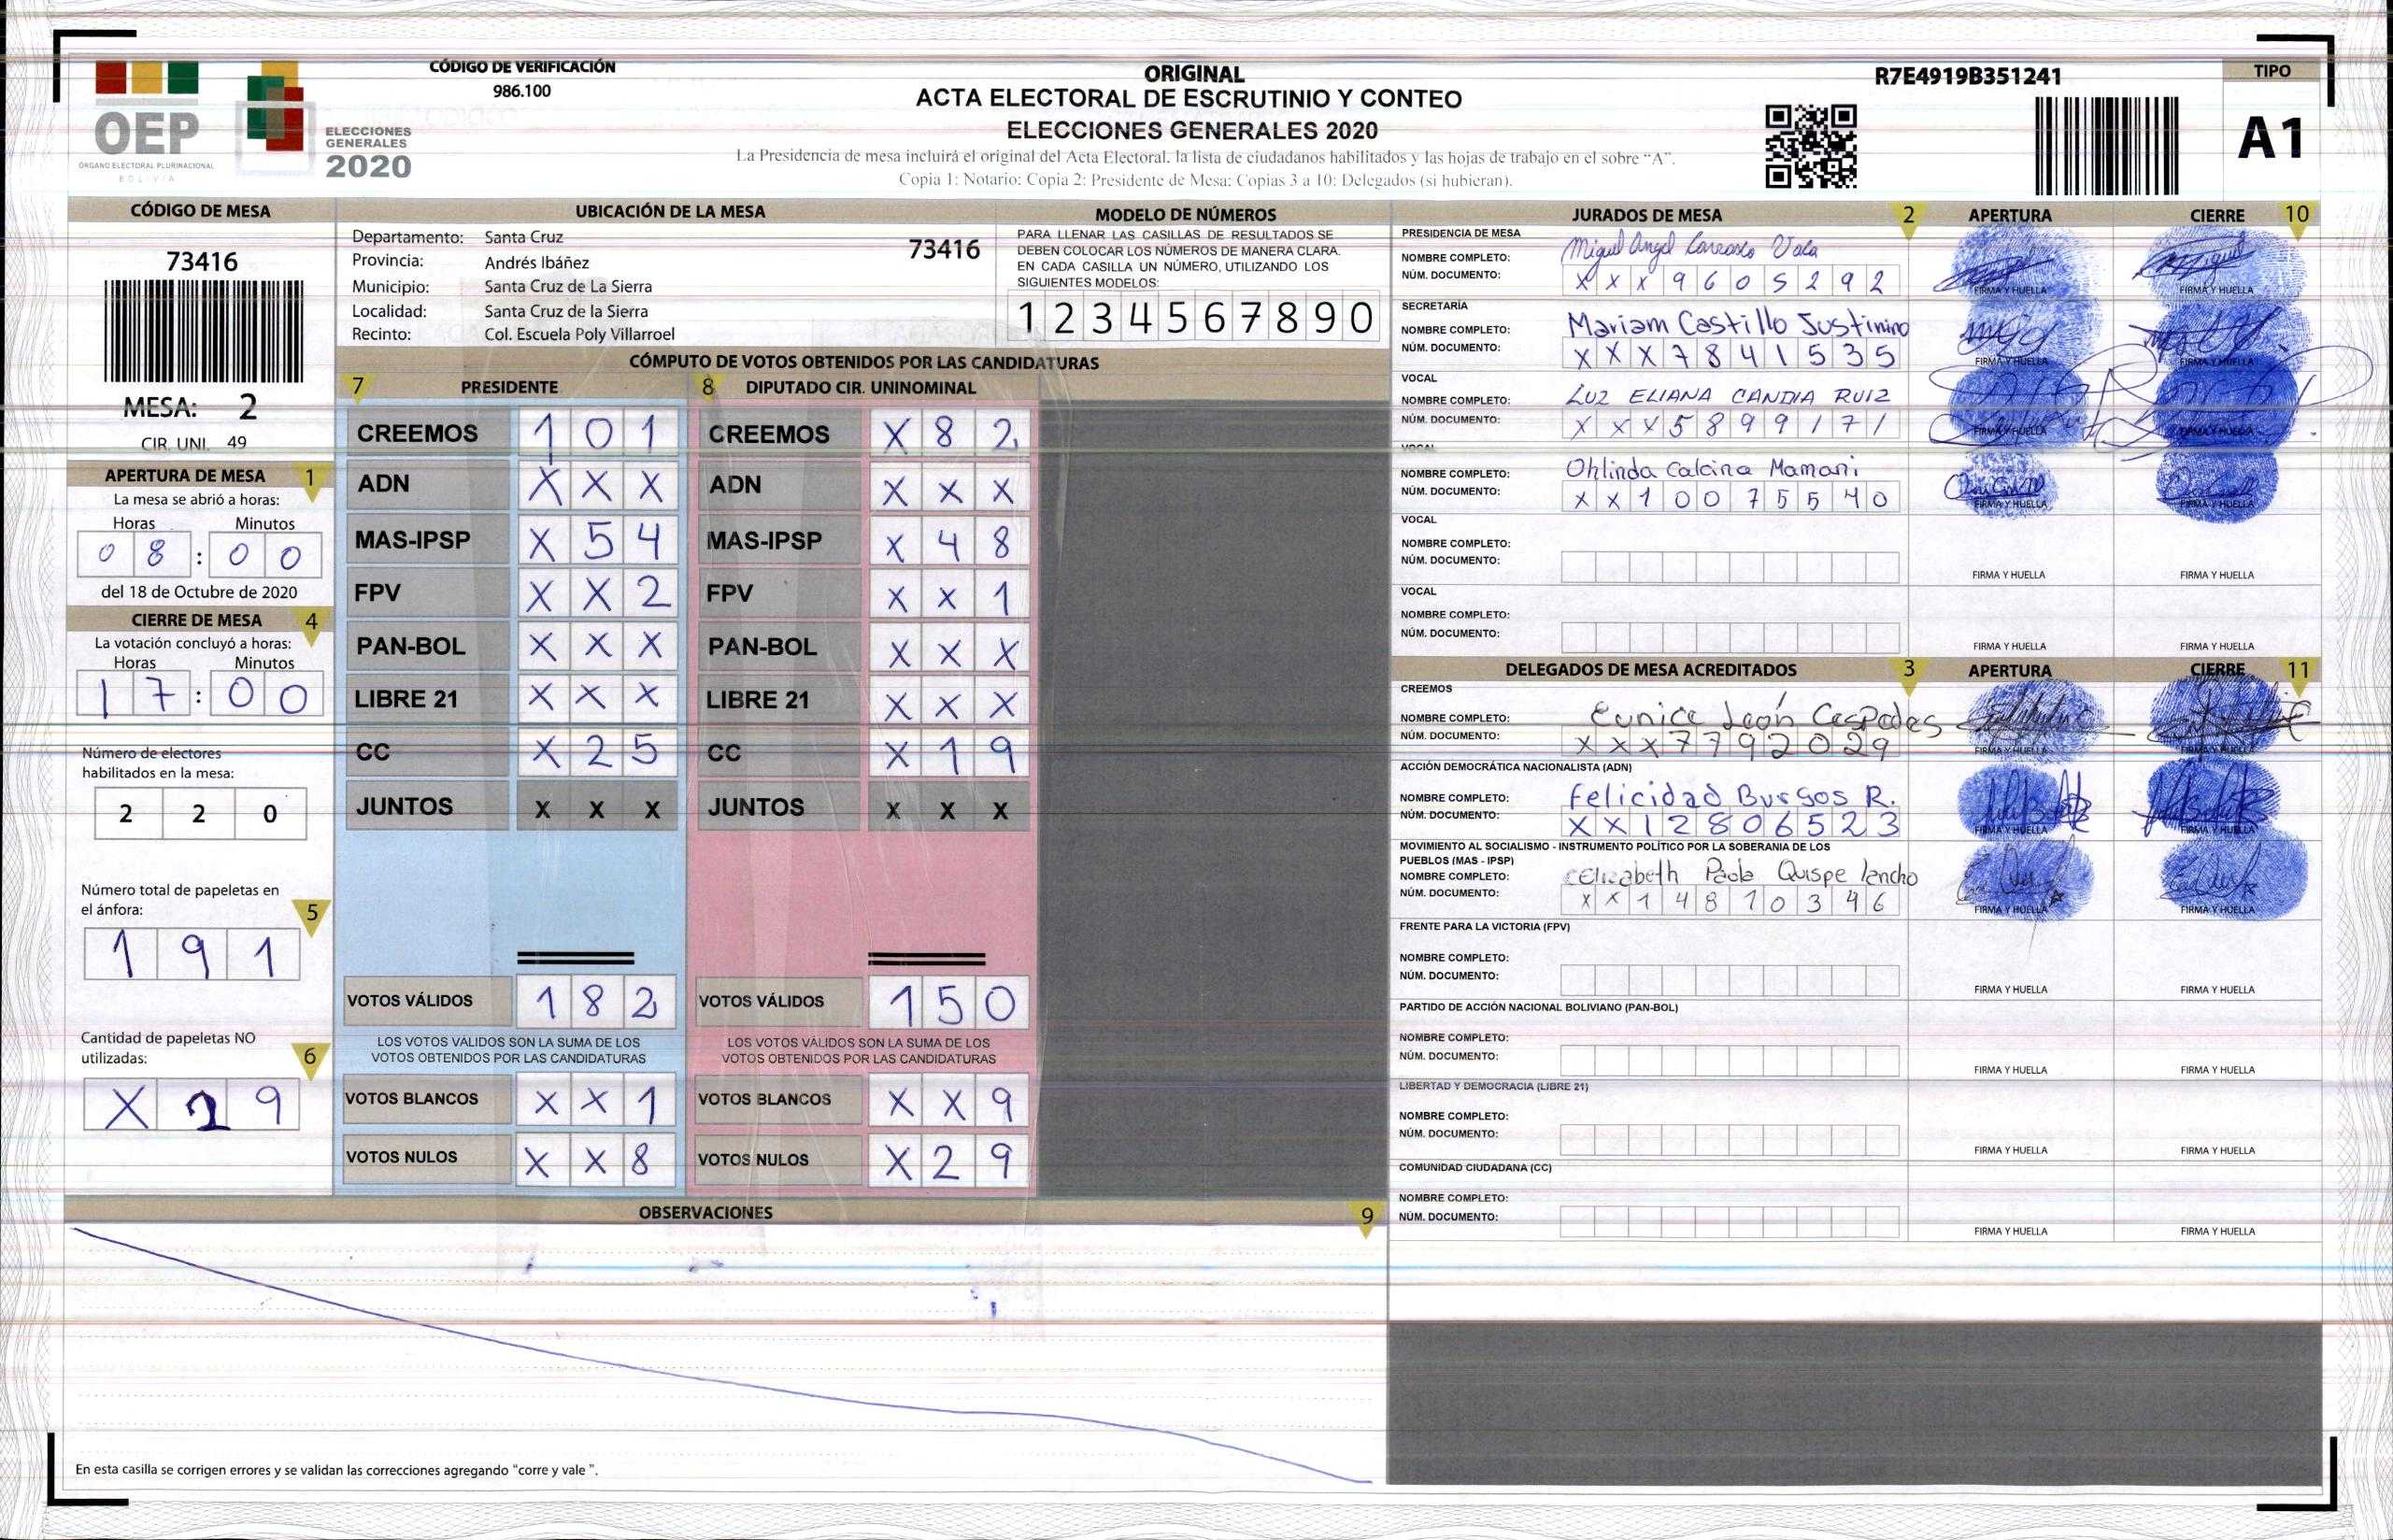 OEP
ÓRGANO ELECTORAL PLURINACIONAL
BOLIVIA
ELECCIONES
GENERALES
2020
CÓDIGO DE VERIFICACIÓN
986.100
ORIGINAL
ACTA ELECTORAL DE ESCRUTINIO Y CONTEO
ELECCIONES GENERALES 2020
La Presidencia de mesa incluirá el original del Acta Electoral, la lista de ciudadanos habilitados y las hojas de trabajo en el sobre “A”.
Copia 1: Notario: Copia 2: Presidente de Mesa: Copias 3 a 10: Delegados (si hubieran).
R7E4919B351241
TIPO
A1
CÓDIGO DE MESA
73416
MESA: 2
CIR. UNI. 49
APERTURA DE MESA 1
La mesa se abrió a horas:
Horas Minutos
0 8 : 0 0
del 18 de Octubre de 2020
CIERRE DE MESA 4
La votación concluyó a horas:
Horas Minutos
1 7 : 0 0
Número de electores
habilitados en la mesa:
2 2 0
Número total de papeletas en
el ánfora: 5
1 9 1
Cantidad de papeletas NO
utilizadas: 6
X 2 9
UBICACIÓN DE LA MESA
Departamento: Santa Cruz 73416
Provincia: Andrés Ibáñez
Municipio: Santa Cruz de La Sierra
Localidad: Santa Cruz de la Sierra
Recinto: Col. Escuela Poly Villarroel
MODELO DE NÚMEROS
PARA LLENAR LAS CASILLAS DE RESULTADOS SE
DEBEN COLOCAR LOS NÚMEROS DE MANERA CLARA.
EN CADA CASILLA UN NÚMERO, UTILIZANDO LOS
SIGUIENTES MODELOS:
1 2 3 4 5 6 7 8 9 0
CÓMPUTO DE VOTOS OBTENIDOS POR LAS CANDIDATURAS
7 PRESIDENTE 8 DIPUTADO CIR. UNINOMINAL
CREEMOS 1 0 1 CREEMOS X 8 2
ADN X X X ADN X X X
MAS-IPSP X 5 4 MAS-IPSP X 4 8
FPV X X 2 FPV X X 1
PAN-BOL X X X PAN-BOL X X X
LIBRE 21 X X X LIBRE 21 X X X
CC X 2 5 CC X 1 9
JUNTOS X X X JUNTOS X X X
VOTOS VÁLIDOS 1 8 2 VOTOS VÁLIDOS 1 5 0
LOS VOTOS VÁLIDOS SON LA SUMA DE LOS LOS VOTOS VÁLIDOS SON LA SUMA DE LOS
VOTOS OBTENIDOS POR LAS CANDIDATURAS VOTOS OBTENIDOS POR LAS CANDIDATURAS
VOTOS BLANCOS X X 1 VOTOS BLANCOS X X 9
VOTOS NULOS X X 8 VOTOS NULOS X 2 9
OBSERVACIONES 9
En esta casilla se corrigen errores y se validan las correcciones agregando “corre y vale ”.
JURADOS DE MESA 2 APERTURA CIERRE 10
PRESIDENCIA DE MESA
NOMBRE COMPLETO: Miguel Angel Vaca
NÚM. DOCUMENTO: X X X 9 6 0 5 2 9 2
FIRMA Y HUELLA FIRMA Y HUELLA
SECRETARÍA
NOMBRE COMPLETO: Mariam Castillo Justinino
NÚM. DOCUMENTO: X X X 7 8 4 1 5 3 5
FIRMA Y HUELLA FIRMA Y HUELLA
VOCAL
NOMBRE COMPLETO: LUZ ELIANA CANDIA RUIZ
NÚM. DOCUMENTO: X X X 5 8 9 9 1 7 1
FIRMA Y HUELLA FIRMA Y HUELLA
VOCAL
NOMBRE COMPLETO: Ohlinda Calcina Mamani
NÚM. DOCUMENTO: X X 1 0 0 7 5 5 4 0
FIRMA Y HUELLA FIRMA Y HUELLA
VOCAL
NOMBRE COMPLETO:
NÚM. DOCUMENTO:
FIRMA Y HUELLA FIRMA Y HUELLA
VOCAL
NOMBRE COMPLETO:
NÚM. DOCUMENTO:
FIRMA Y HUELLA FIRMA Y HUELLA
DELEGADOS DE MESA ACREDITADOS 3 APERTURA CIERRE 11
CREEMOS
NOMBRE COMPLETO: Eunice León Cespedes
NÚM. DOCUMENTO: X X X 7 7 9 2 0 2 9
FIRMA Y HUELLA FIRMA Y HUELLA
ACCIÓN DEMOCRÁTICA NACIONALISTA (ADN)
NOMBRE COMPLETO: Felicidad Burgos R.
NÚM. DOCUMENTO: X X 1 2 8 0 6 5 2 3
FIRMA Y HUELLA FIRMA Y HUELLA
MOVIMIENTO AL SOCIALISMO - INSTRUMENTO POLÍTICO POR LA SOBERANIA DE LOS
PUEBLOS (MAS - IPSP)
NOMBRE COMPLETO: Elizabeth Paola Quispe
NÚM. DOCUMENTO: X X 1 4 8 1 0 3 4 6
FIRMA Y HUELLA FIRMA Y HUELLA
FRENTE PARA LA VICTORIA (FPV)
NOMBRE COMPLETO:
NÚM. DOCUMENTO:
FIRMA Y HUELLA FIRMA Y HUELLA
PARTIDO DE ACCIÓN NACIONAL BOLIVIANO (PAN-BOL)
NOMBRE COMPLETO:
NÚM. DOCUMENTO:
FIRMA Y HUELLA FIRMA Y HUELLA
LIBERTAD Y DEMOCRACIA (LIBRE 21)
NOMBRE COMPLETO:
NÚM. DOCUMENTO:
FIRMA Y HUELLA FIRMA Y HUELLA
COMUNIDAD CIUDADANA (CC)
NOMBRE COMPLETO:
NÚM. DOCUMENTO:
FIRMA Y HUELLA FIRMA Y HUELLA